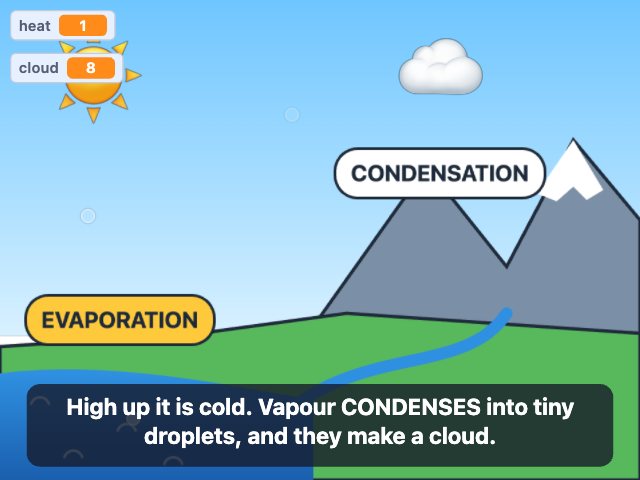 heat 1
cloud 8
CONDENSATION
EVAPORATION
High up it is cold. Vapour CONDENSES into tiny
droplets, and they make a cloud.